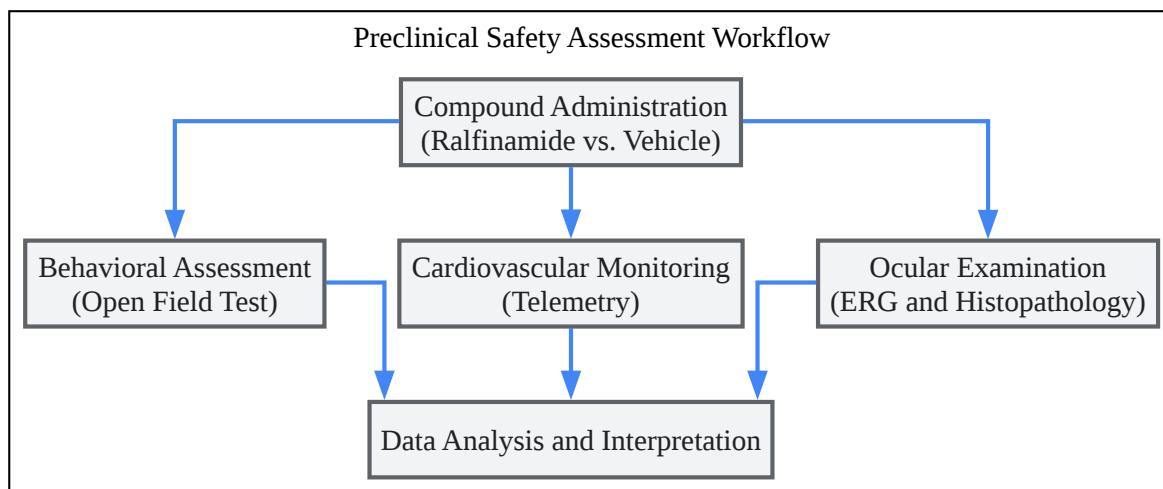 Preclinical Safety Assessment Workflow
Compound Administration
(Ralfinamide vs. Vehicle)
Behavioral Assessment
(Open Field Test)
Cardiovascular Monitoring
(Telemetry)
Ocular Examination
(ERG and Histopathology)
Data Analysis and Interpretation